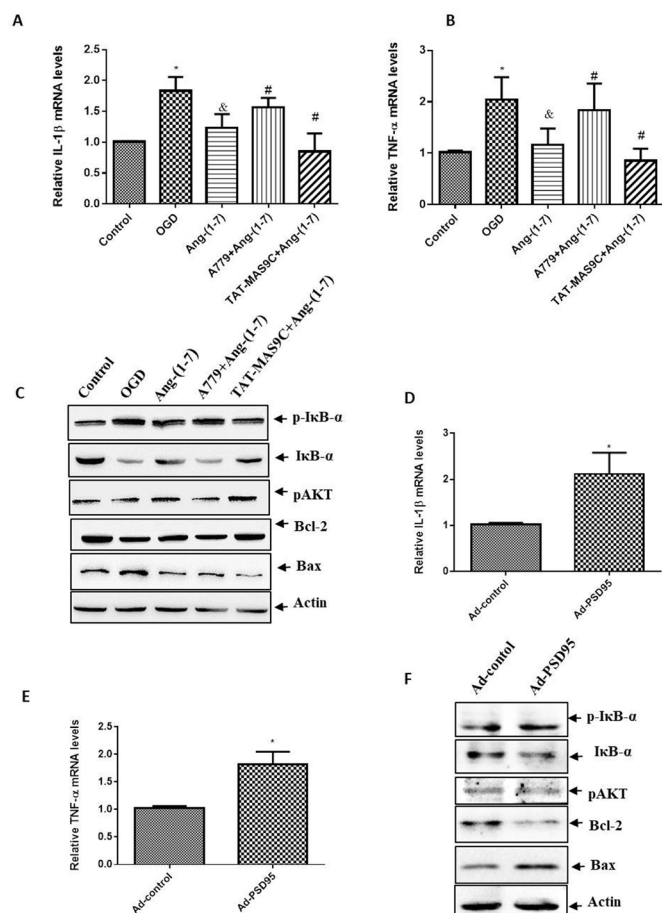 A
Relative IL-1β mRNA levels
2.5
2.0
1.5
1.0
0.5
0.0
*
&
#
#
Control
OGD
Ang-(1-7)
A779+Ang-(1-7)
TAT-MAS9C+Ang-(1-7)
B
Relative TNF-α mRNA levels
3
2
1
0
*
&
#
#
Control
OGD
Ang-(1-7)
A779+Ang-(1-7)
TAT-MAS9C+Ang-(1-7)
C
Control
OGD
Ang-(1-7)
A779+Ang-(1-7)
TAT-MAS9C+Ang-(1-7)
p-IκB-α
IκB-α
pAKT
Bcl-2
Bax
Actin
D
Relative IL-1β mRNA levels
3
2
1
0
*
Ad-control
Ad-PSD95
E
Relative TNF-α mRNA levels
2.5
2.0
1.5
1.0
0.5
0.0
*
Ad-control
Ad-PSD95
F
Ad-contol
Ad-PSD95
p-IκB-α
IκB-α
pAKT
Bcl-2
Bax
Actin